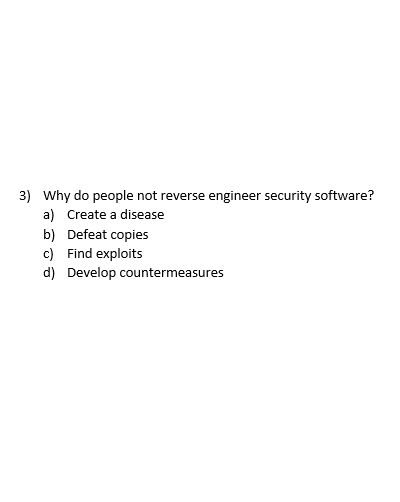 3) Why do people not reverse engineer security software?
a) Create a disease
b) Defeat copies
c) Find exploits
d) Develop countermeasures